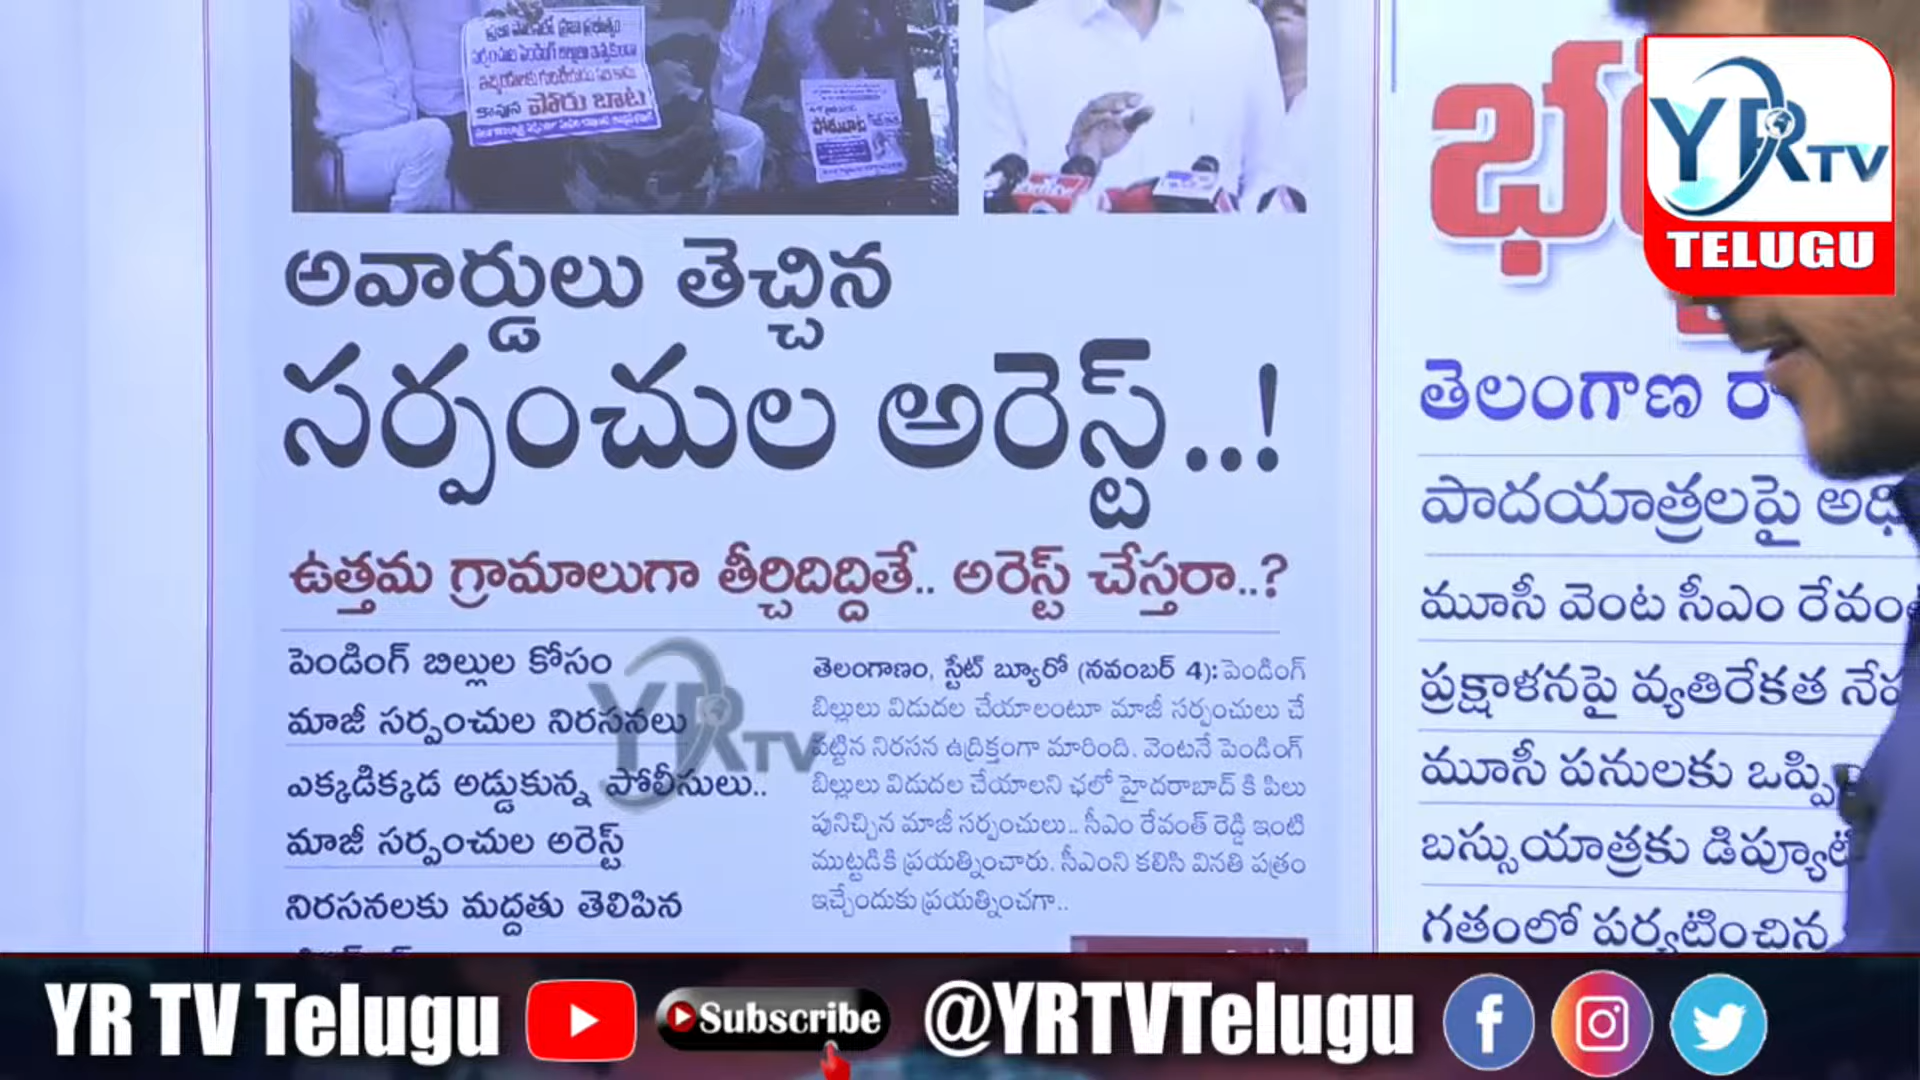 పోరు బాట
పోరుబాట
అవార్డులు తెచ్చిన
సర్పంచుల అరెస్ట్..!
ఉత్తమ గ్రామాలుగా తీర్చిదిద్దితే.. అరెస్ట్ చేస్తరా..?
పెండింగ్ బిల్లుల కోసం
మాజీ సర్పంచుల నిరసనలు
ఎక్కడిక్కడ అడ్డుకున్న పోలీసులు..
మాజీ సర్పంచుల అరెస్ట్
నిరసనలకు మద్దతు తెలిపిన
తెలంగాణం, స్టేట్ బ్యూరో (నవంబర్ 4): పెండింగ్
బిల్లులు విడుదల చేయాలంటూ మాజీ సర్పంచులు చే
పట్టిన నిరసన ఉద్రిక్తంగా మారింది. వెంటనే పెండింగ్
బిల్లులు విడుదల చేయాలని ఛలో హైదరాబాద్ కి పిలు
పునిచ్చిన మాజీ సర్పంచులు.. సీఎం రేవంత్ రెడ్డి ఇంటి
ముట్టడికి ప్రయత్నించారు. సీఎంని కలిసి వినతి పత్రం
ఇచ్చేందుకు ప్రయత్నించగా..
YRTV
తెలంగాణ
పాదయాత్రలపై
మూసీ వెంట సీఎం
ప్రక్షాళనపై వ్యతిరేకత
మూసీ పనులకు
బస్సుయాత్రకు
గతంలో పర్యటించిన
YRTV
TELUGU
YR TV Telugu
Subscribe
@YRTVTelugu